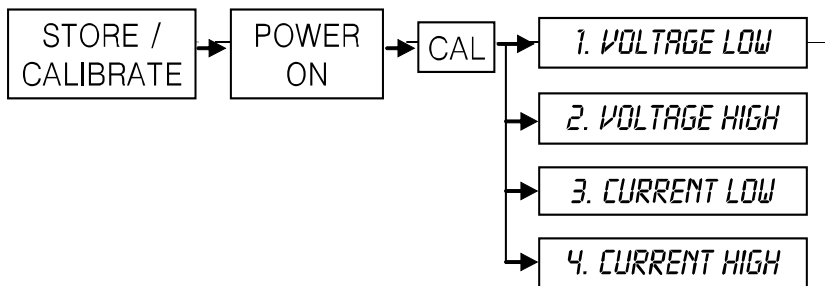 STORE /
CALIBRATE
POWER
ON
CAL
1. VOLTAGE LOW
2. VOLTAGE HIGH
3. CURRENT LOW
4. CURRENT HIGH